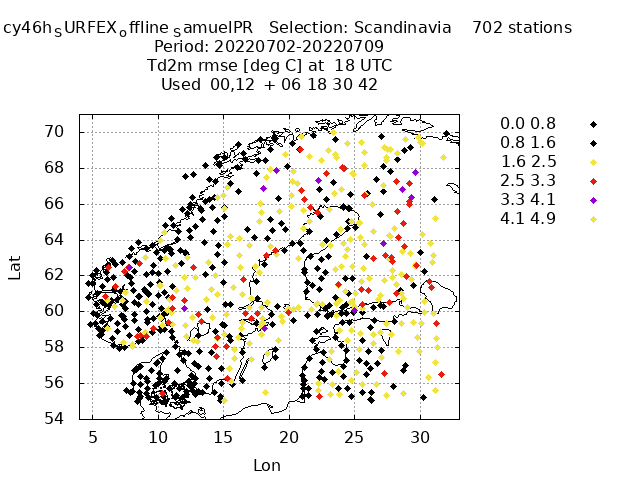 cy46h_SURFEX_offline_SamuelPR Selection: Scandinavia 702 stations
Period: 20220702-20220709
Td2m rmse [deg C] at 18 UTC
Used 00,12 + 06 18 30 42
0.0 0.8
0.8 1.6
1.6 2.5
2.5 3.3
3.3 4.1
4.1 4.9
70
68
66
64
62
60
58
56
54
Lat
5 10 15 20 25 30
Lon